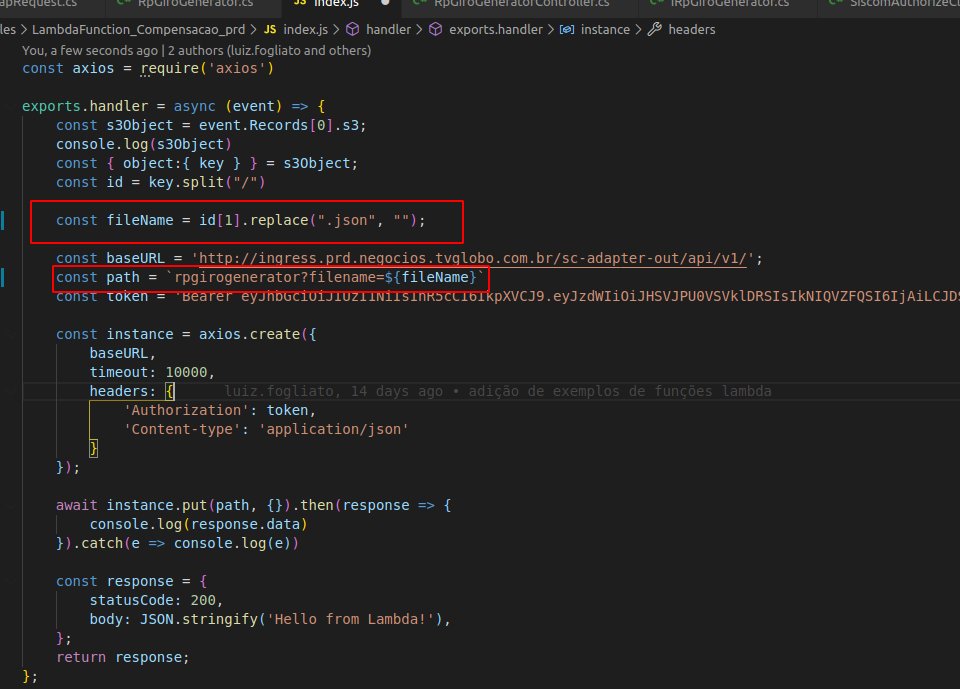 apRequest.cs RpGiroGenerator.cs JS index.js RpGiroGeneratorController.cs IRpGiroGenerator.cs
les > LambdaFunction_Compensacao_prd > JS index.js > handler > exports.handler > instance > headers
You, a few seconds ago | 2 authors (luiz.fogliato and others)
const axios = require('axios')
exports.handler = async (event) => {
const s3Object = event.Records[0].s3;
console.log(s3Object)
const { object:{ key } } = s3Object;
const id = key.split("/")
const fileName = id[1].replace(".json", "");
const baseURL = 'http://ingress.prd.negocios.tvglobo.com.br/sc-adapter-out/api/v1/';
const path = `rpgirogenerator?filename=${fileName}`
const token = 'Bearer
const instance = axios.create({
baseURL,
timeout: 10000,
headers: { luiz.fogliato, 14 days ago • adição de exemplos de funções lambda
'Authorization': token,
'Content-type': 'application/json'
}
});
await instance.put(path, {}).then(response => {
console.log(response.data)
}).catch(e => console.log(e))
const response = {
statusCode: 200,
body: JSON.stringify('Hello from Lambda!'),
};
return response;
};